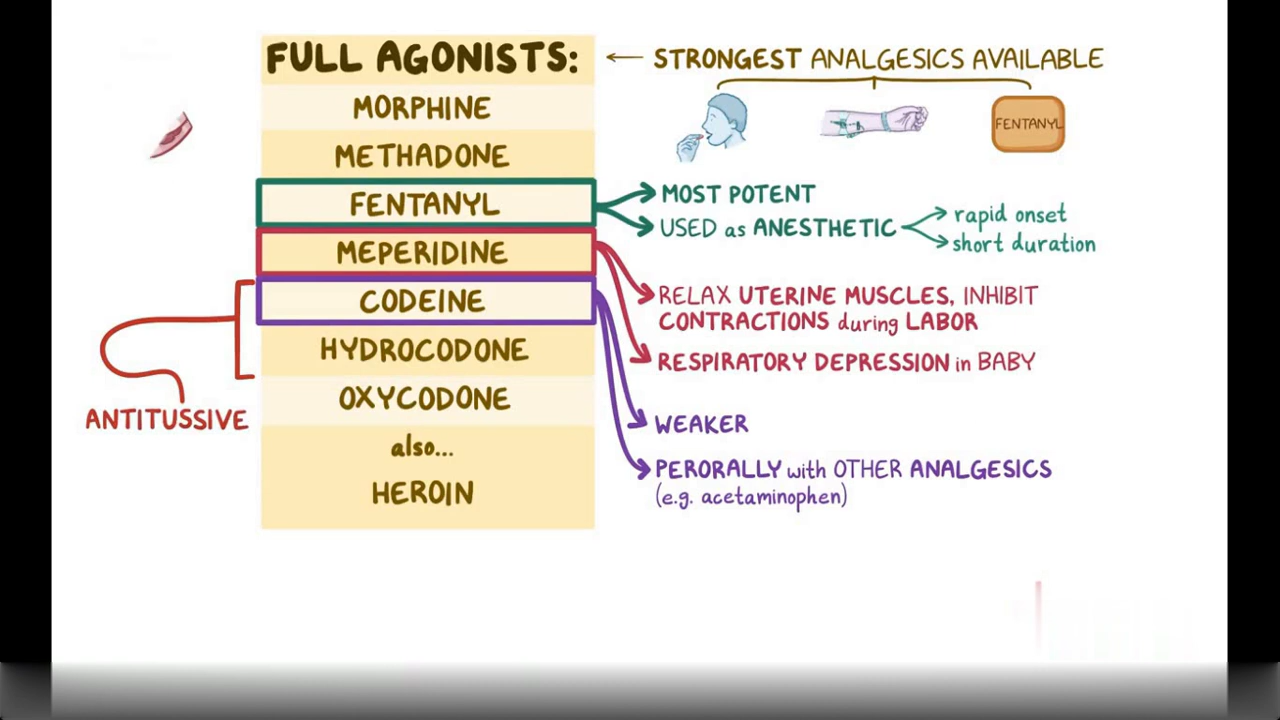 FULL AGONISTS:
← STRONGEST ANALGESICS AVAILABLE
MORPHINE
FENTANYL
METHADONE
FENTANYL
MOST POTENT
USED as ANESTHETIC
rapid onset
short duration
MEPERIDINE
RELAX UTERINE MUSCLES, INHIBIT
CONTRACTIONS during LABOR
RESPIRATORY DEPRESSION in BABY
CODEINE
WEAKER
PERORALLY with OTHER ANALGESICS
(e.g. acetaminophen)
HYDROCODONE
ANTITUSSIVE
OXYCODONE
also...
HEROIN